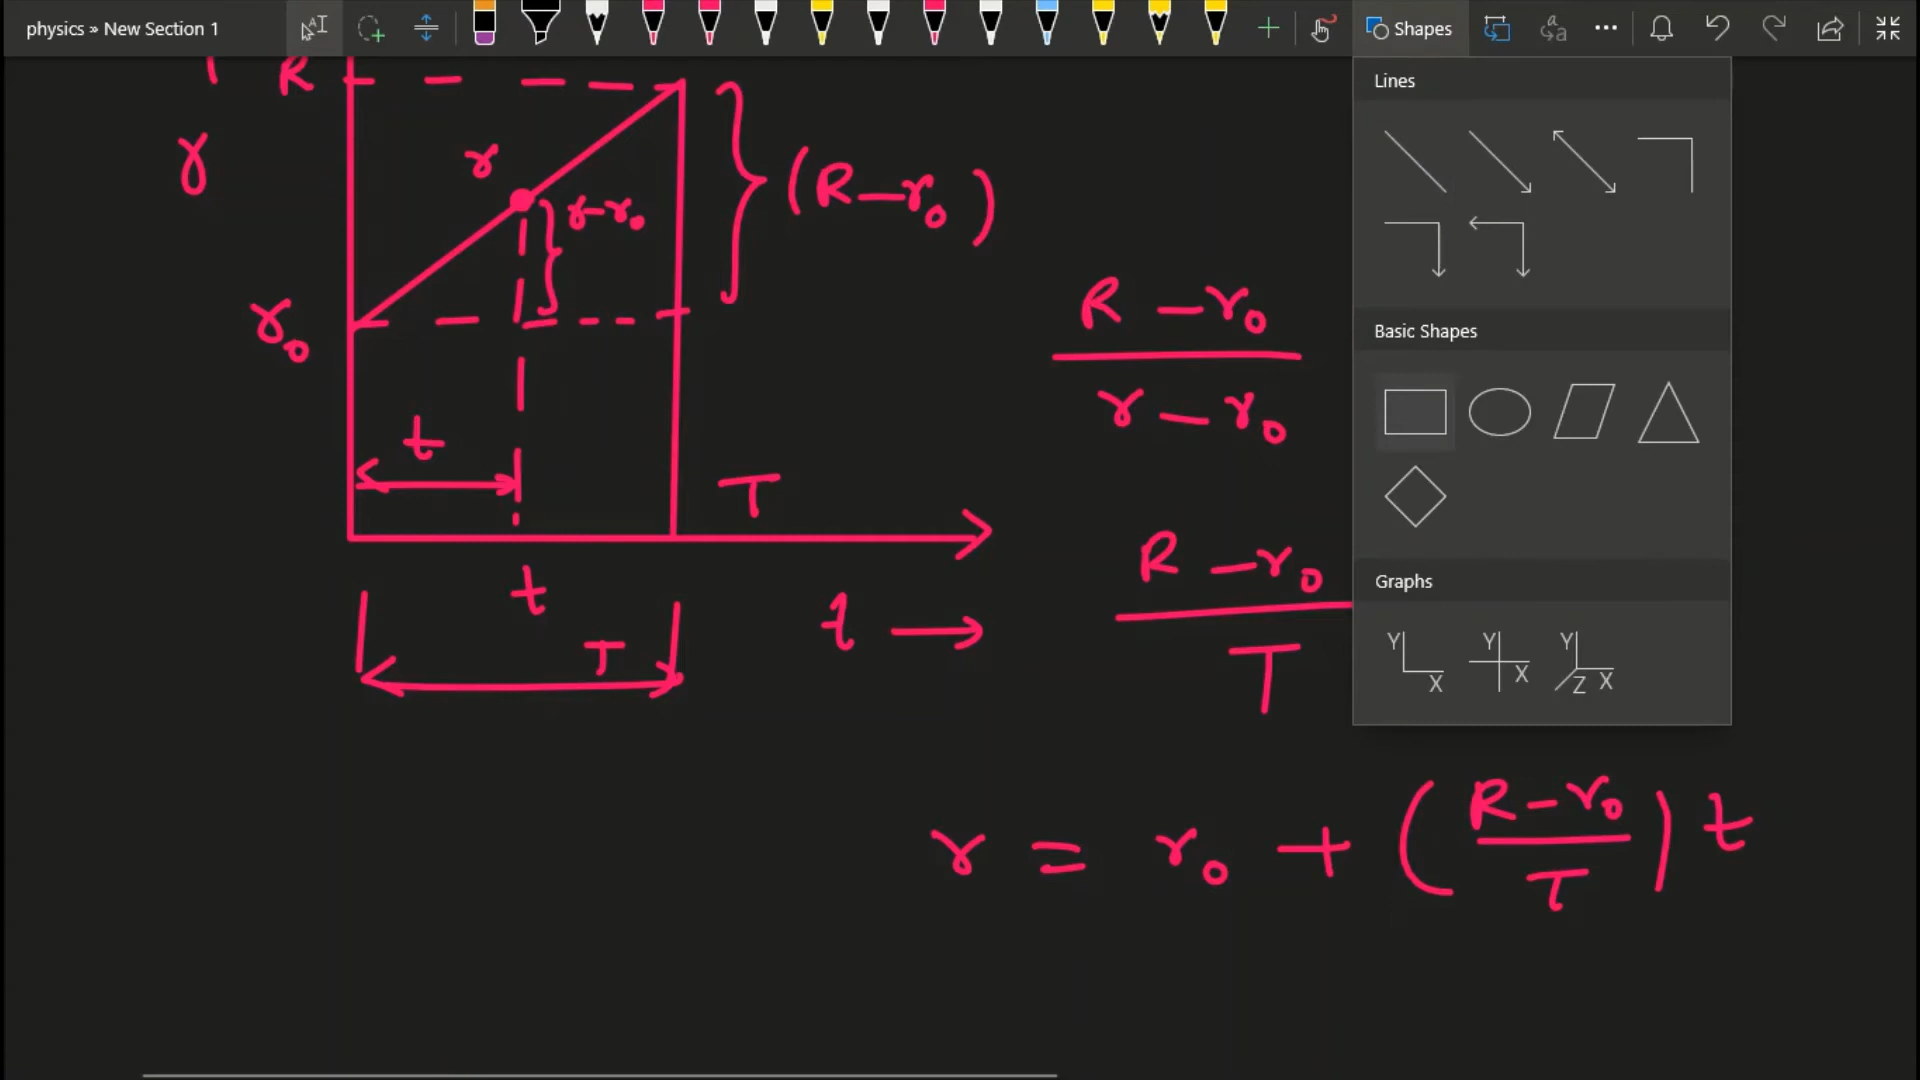 physics » New Section 1
Shapes
Lines
Basic Shapes
Graphs
Y X
Y X
Y Z X
R
r
r
r-r₀
(R-r₀)
r₀
t
T
t
T
t →
R - r₀
r - r₀
R - r₀
T
r = r₀ + (R-r₀/T) t